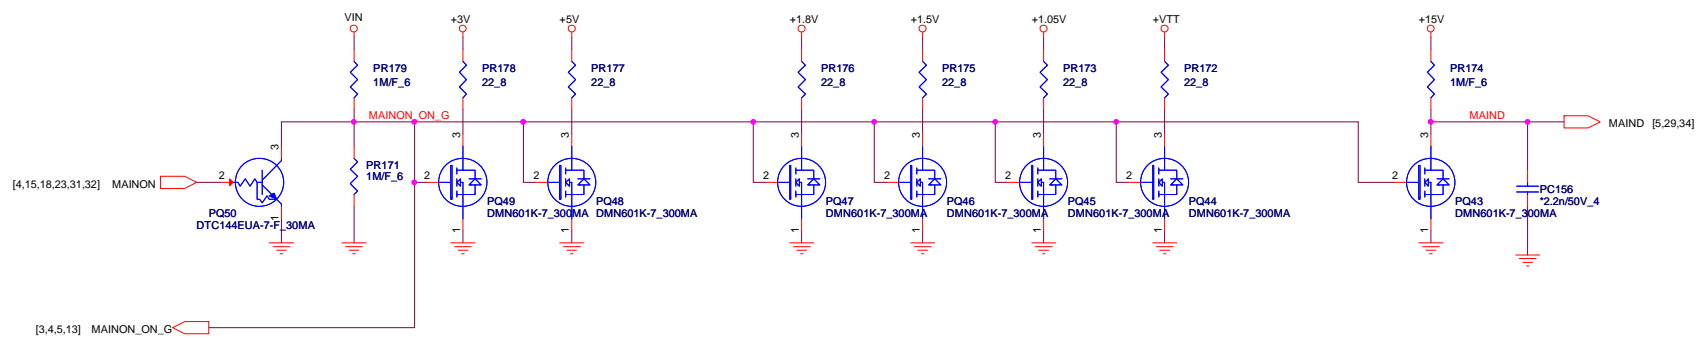 VIN
+3V
+5V
+1.8V
+1.5V
+1.05V
+VTT
+15V
PR179
1M/F_6
PR178
22_8
PR177
22_8
PR176
22_8
PR175
22_8
PR173
22_8
PR172
22_8
PR174
1M/F_6
MAINON_ON_G
MAIND
MAIND [5,29,34]
3
3
3
3
3
3
3
3
PR171
1M/F_6
[4,15,18,23,31,32] MAINON
2
2
2
2
2
2
2
2
PQ50
DTC144EUA-7-F_30MA
PQ49
DMN601K-7_300MA
PQ48
DMN601K-7_300MA
PQ47
DMN601K-7_300MA
PQ46
DMN601K-7_300MA
PQ45
DMN601K-7_300MA
PQ44
DMN601K-7_300MA
PQ43
DMN601K-7_300MA
PC156
*2.2n/50V_4
1
1
1
1
1
1
1
1
[3,4,5,13] MAINON_ON_G